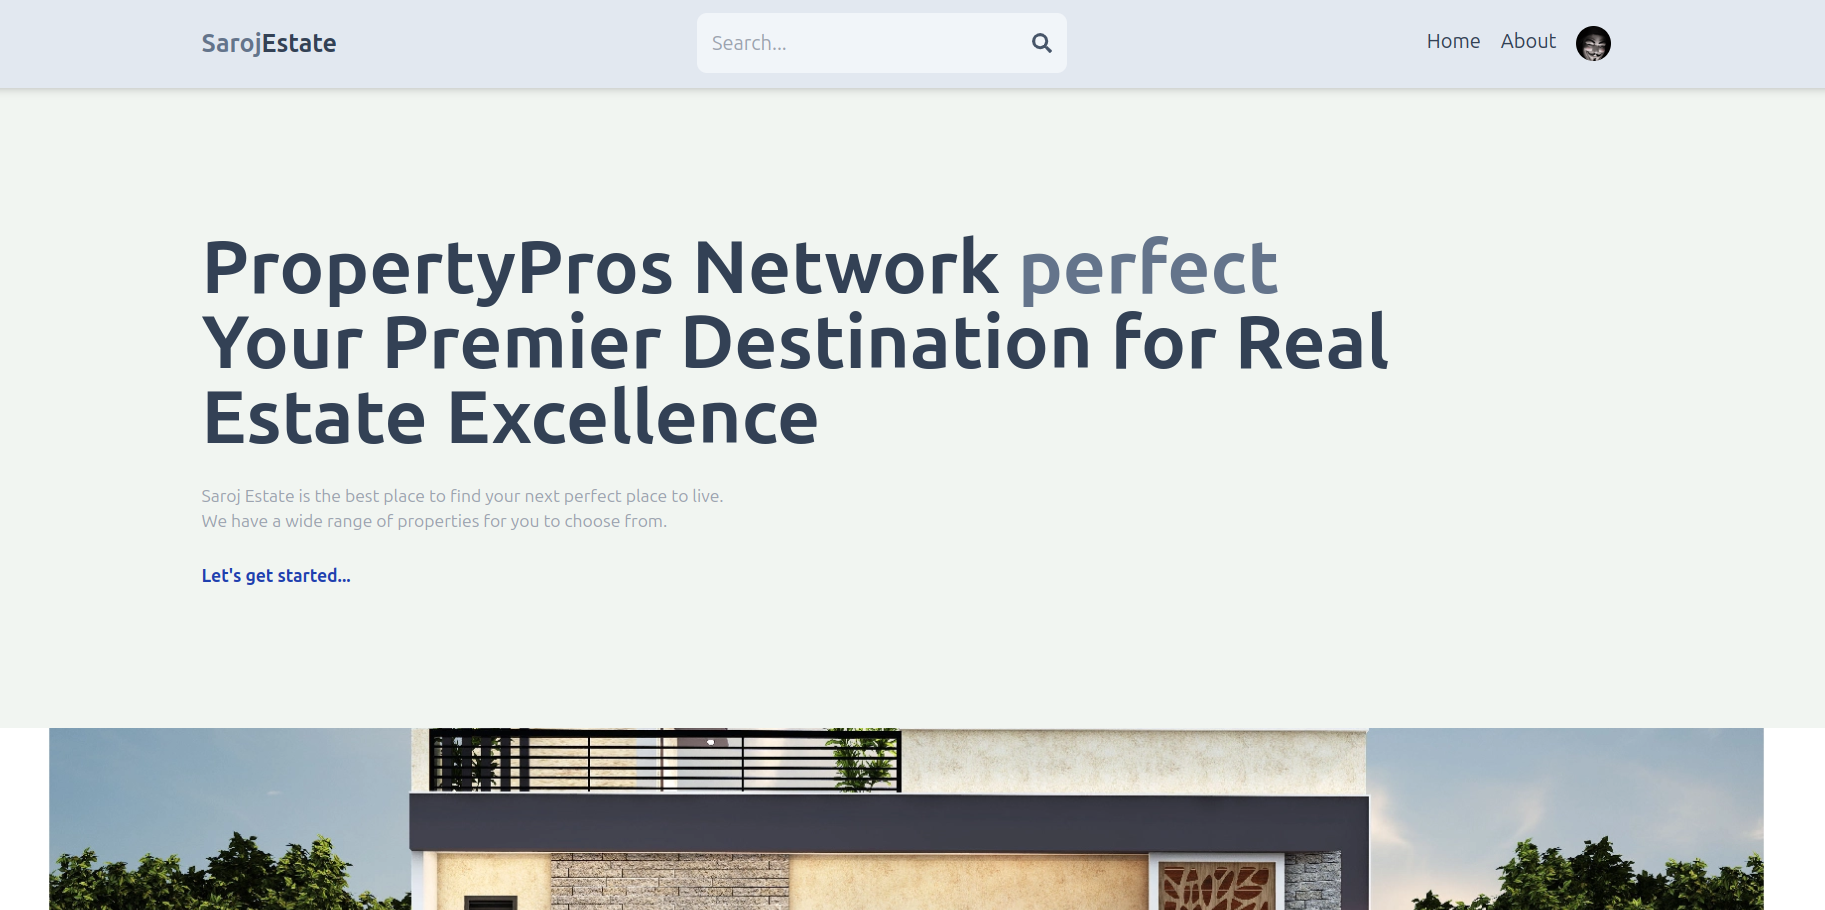 SarojEstate
Search...
Home
About
PropertyPros Network perfect
Your Premier Destination for Real
Estate Excellence
Saroj Estate is the best place to find your next perfect place to live.
We have a wide range of properties for you to choose from.
Let's get started...